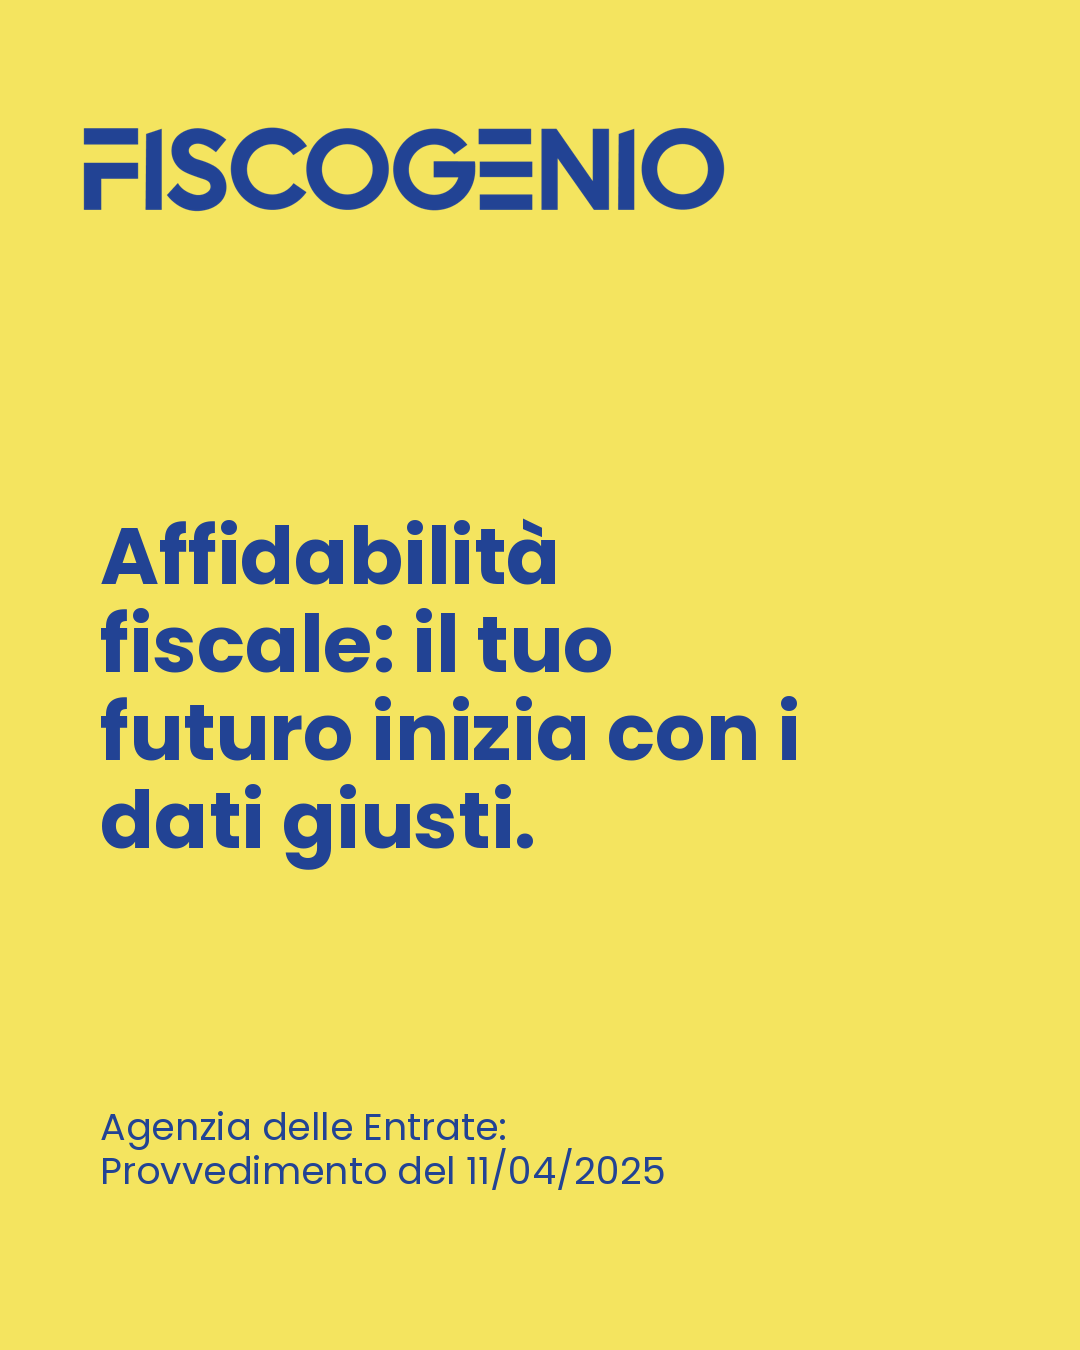 FISCOGENIO
Affidabilità
fiscale: il tuo
futuro inizia con i
dati giusti.
Agenzia delle Entrate:
Provvedimento del 11/04/2025